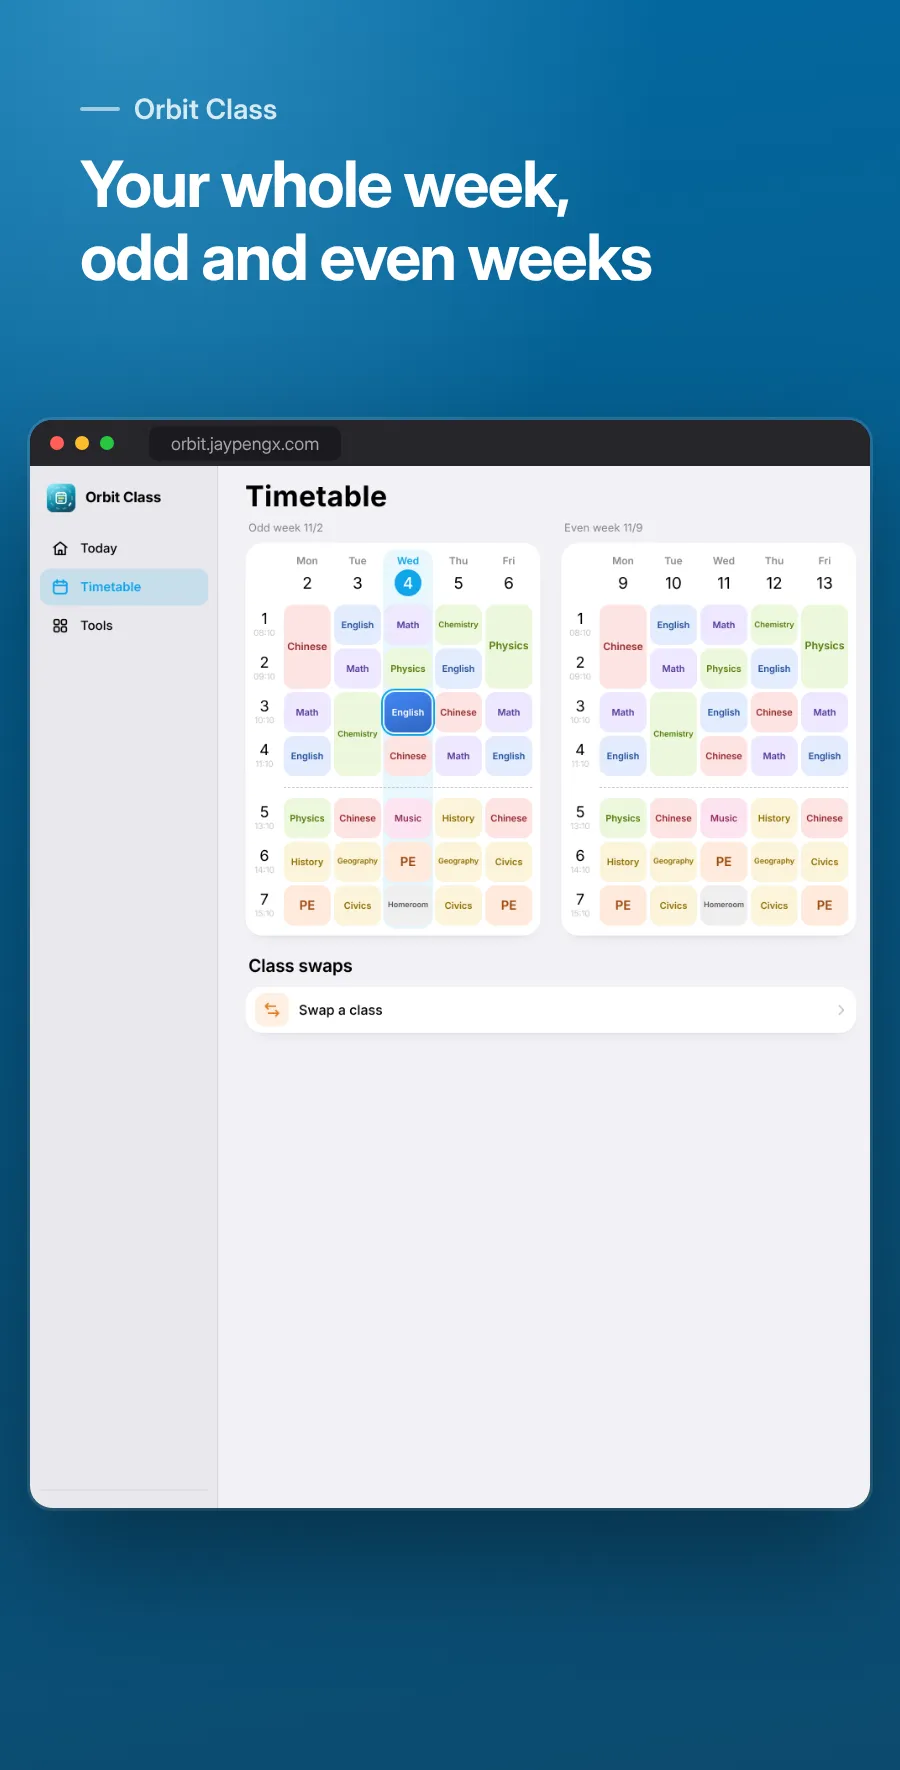 Orbit Class
Your whole week,
odd and even weeks
orbit.jaypengx.com
Orbit Class
Today
Timetable
Tools
Timetable
Odd week 11/2
Mon Tue Wed Thu Fri
2 3 4 5 6
1 English Math Chemistry
08:10
Chinese Physics
2 Math Physics English
09:10
3 Math English Chinese Math
10:10
Chemistry
4 English Chinese Math English
11:10
5 Physics Chinese Music History Chinese
13:10
6 History Geography PE Geography Civics
14:10
7 PE Civics Homeroom Civics PE
15:10
Even week 11/9
Mon Tue Wed Thu Fri
9 10 11 12 13
1 English Math Chemistry
08:10
Chinese Physics
2 Math Physics English
09:10
3 Math English Chinese Math
10:10
Chemistry
4 English Chinese Math English
11:10
5 Physics Chinese Music History Chinese
13:10
6 History Geography PE Geography Civics
14:10
7 PE Civics Homeroom Civics PE
15:10
Class swaps
Swap a class